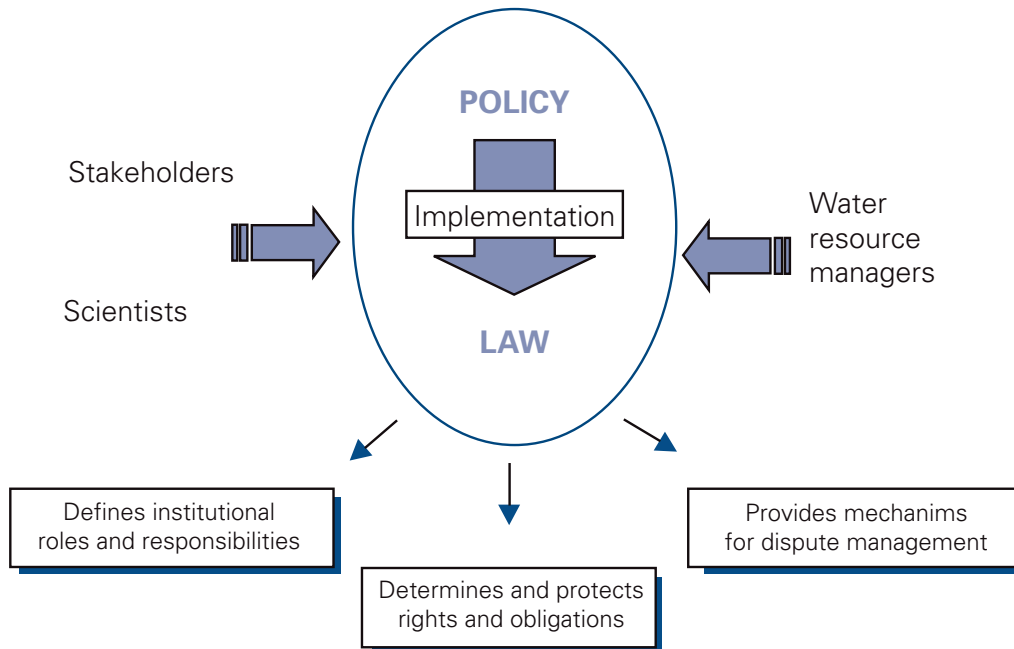 POLICY
Stakeholders
Implementation
Water
resource
managers
Scientists
LAW
Defines institutional
roles and responsibilities
Provides mechanims
for dispute management
Determines and protects
rights and obligations